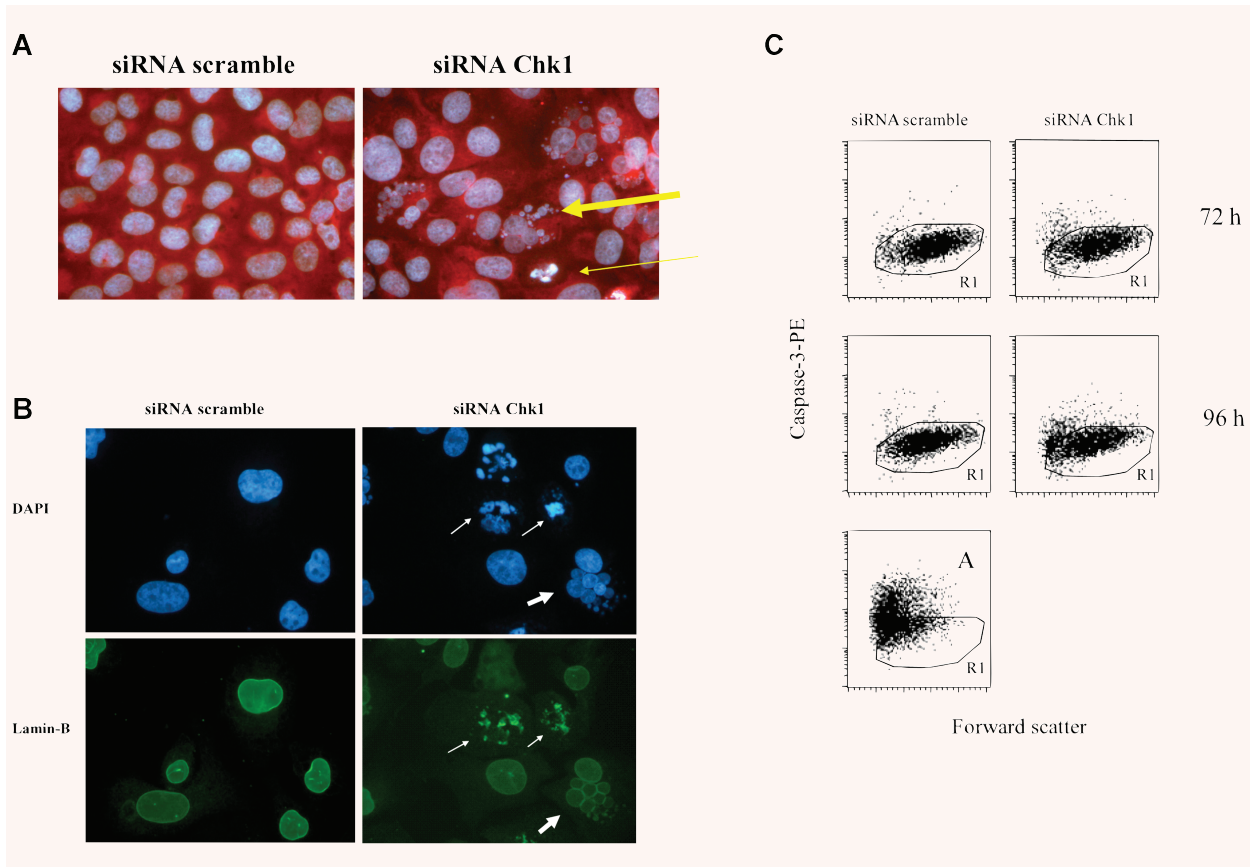 A
siRNA scramble siRNA Chk1
B
siRNA scramble siRNA Chk1
DAPI
Lamin-B
C
siRNA scramble siRNA Chk1
R1 R1
72 h
Caspase-3-PE
R1 R1
96 h
A
R1
Forward scatter